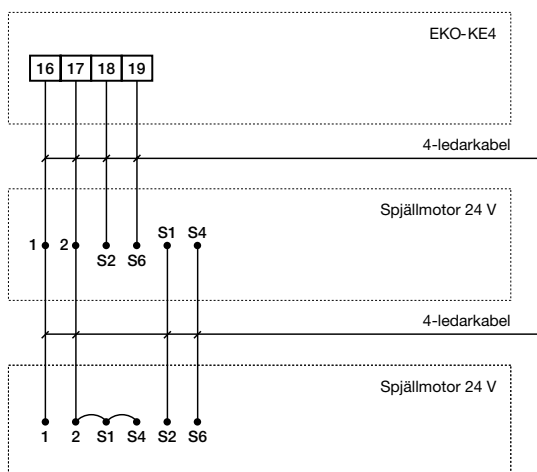 EKO-KE4
16 17 18 19
4-ledarkabel
Spjällmotor 24 V
S1 S4
1 2
S2 S6
4-ledarkabel
Spjällmotor 24 V
1 2 S1 S4 S2 S6